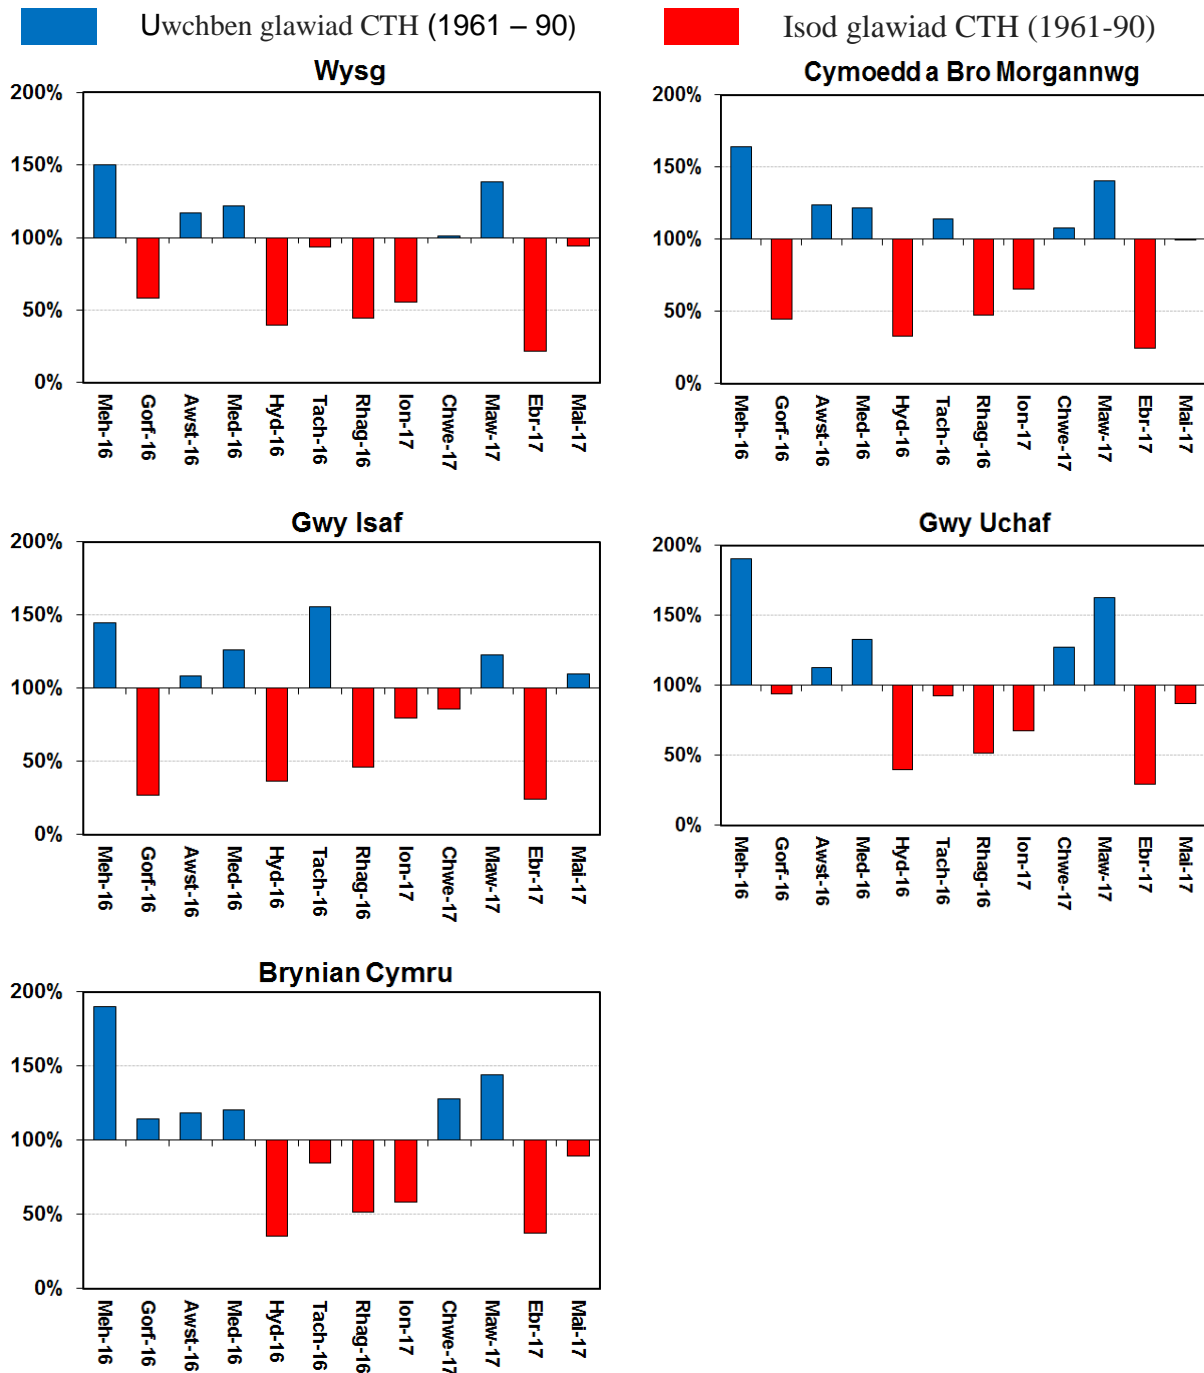 Uwchben glawiad CTH (1961 – 90)
Isod glawiad CTH (1961-90)
Wysg
200%
150%
100%
50%
0%
Meh-16
Gorf-16
Awst-16
Med-16
Hyd-16
Tach-16
Rhag-16
Ion-17
Chwe-17
Maw-17
Ebr-17
Mai-17
Cymoedd a Bro Morgannwg
200%
150%
100%
50%
0%
Meh-16
Gorf-16
Awst-16
Med-16
Hyd-16
Tach-16
Rhag-16
Ion-17
Chwe-17
Maw-17
Ebr-17
Mai-17
Gwy Isaf
200%
150%
100%
50%
0%
Meh-16
Gorf-16
Awst-16
Med-16
Hyd-16
Tach-16
Rhag-16
Ion-17
Chwe-17
Maw-17
Ebr-17
Mai-17
Gwy Uchaf
200%
150%
100%
50%
0%
Meh-16
Gorf-16
Awst-16
Med-16
Hyd-16
Tach-16
Rhag-16
Ion-17
Chwe-17
Maw-17
Ebr-17
Mai-17
Brynian Cymru
200%
150%
100%
50%
0%
Meh-16
Gorf-16
Awst-16
Med-16
Hyd-16
Tach-16
Rhag-16
Ion-17
Chwe-17
Maw-17
Ebr-17
Mai-17